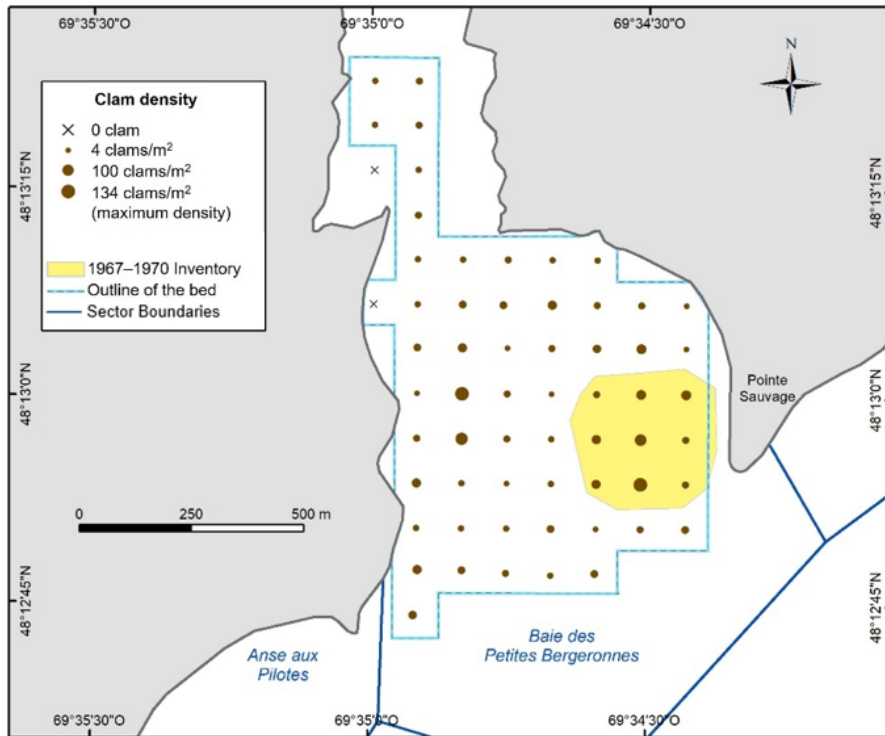 69°35'30"O
69°35'0"O
69°34'30"O
N
Clam density
0 clam
4 clams/m²
100 clams/m²
134 clams/m²
(maximum density)
1967–1970 Inventory
Outline of the bed
Sector Boundaries
48°13'15"N
48°13'15"N
Pointe
Sauvage
48°13'0"N
48°13'0"N
0
250
500 m
48°12'45"N
48°12'45"N
Anse aux
Pilotes
Baie des
Petites Bergeronnes
69°35'30"O
69°35'0"O
69°34'30"O